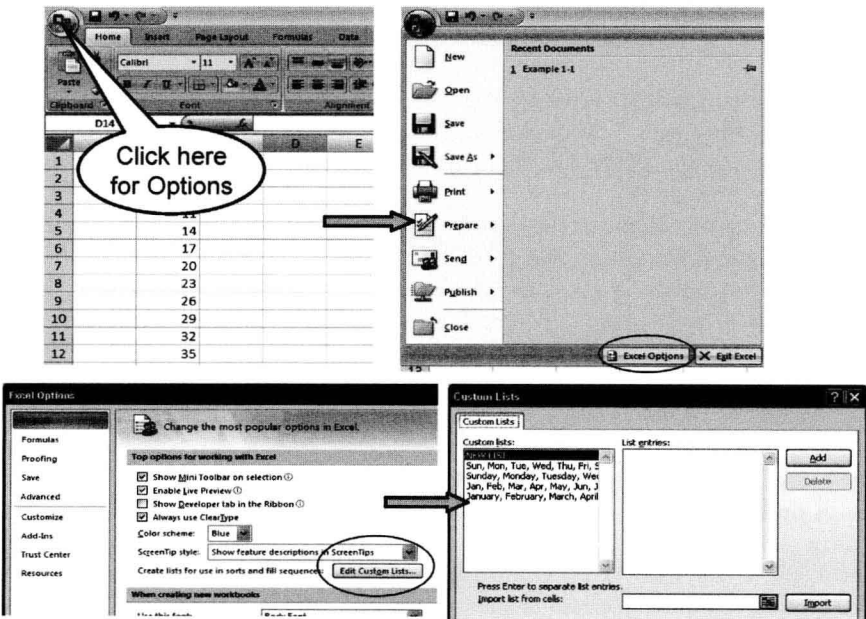 Home Insert Page Layout Formulas Data
Calibri 11 A A
Paste B I U A
Clipboard Font Alignment
D14 fx
D E
Click here
for Options
1
2
3
4 11
5 14
6 17
7 20
8 23
9 26
10 29
11 32
12 35
New
Open
Save
Save As
Print
Prepare
Send
Publish
Close
Recent Documents
1 Example 1-1
Excel Options X Exit Excel
15
Excel Options
Formulas
Proofing
Save
Advanced
Customize
Add-Ins
Trust Center
Resources
Change the most popular options in Excel.
Top options for working with Excel
Show Mini Toolbar on selection
Enable Live Preview
Show Developer tab in the Ribbon
Always use ClearType
Color scheme: Blue
ScreenTip style: Show feature descriptions in ScreenTips
Create lists for use in sorts and fill sequences: Edit Custom Lists...
When creating new workbooks
Use this font: Body Font
Custom Lists ? X
Custom Lists
Custom lists: List entries:
NEW LIST
Sun, Mon, Tue, Wed, Thu, Fri, S
Sunday, Monday, Tuesday, Wed
Jan, Feb, Mar, Apr, May, Jun, J
January, February, March, April
Add
Delete
Press Enter to separate list entries.
Import list from cells: Import